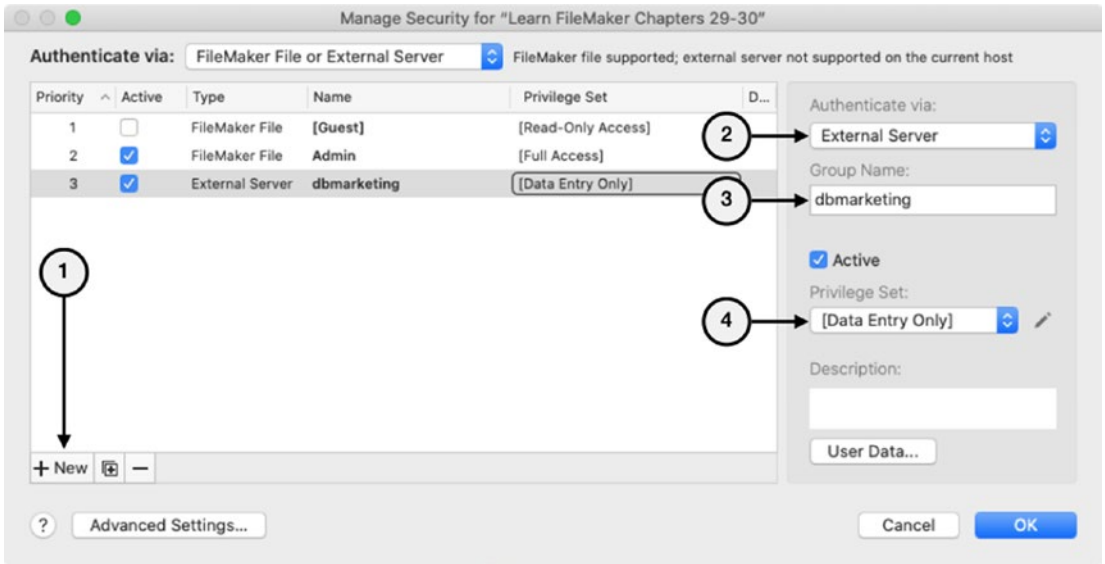 Manage Security for "Learn FileMaker Chapters 29-30"
Authenticate via: FileMaker File or External Server FileMaker file supported; external server not supported on the current host
Priority Active Type Name Privilege Set D...
1 FileMaker File [Guest] [Read-Only Access]
2 FileMaker File Admin [Full Access]
3 External Server dbmarketing [Data Entry Only]
Authenticate via:
2 External Server
Group Name:
3 dbmarketing
Active
Privilege Set:
4 [Data Entry Only]
Description:
User Data...
1
+ New
? Advanced Settings... Cancel OK